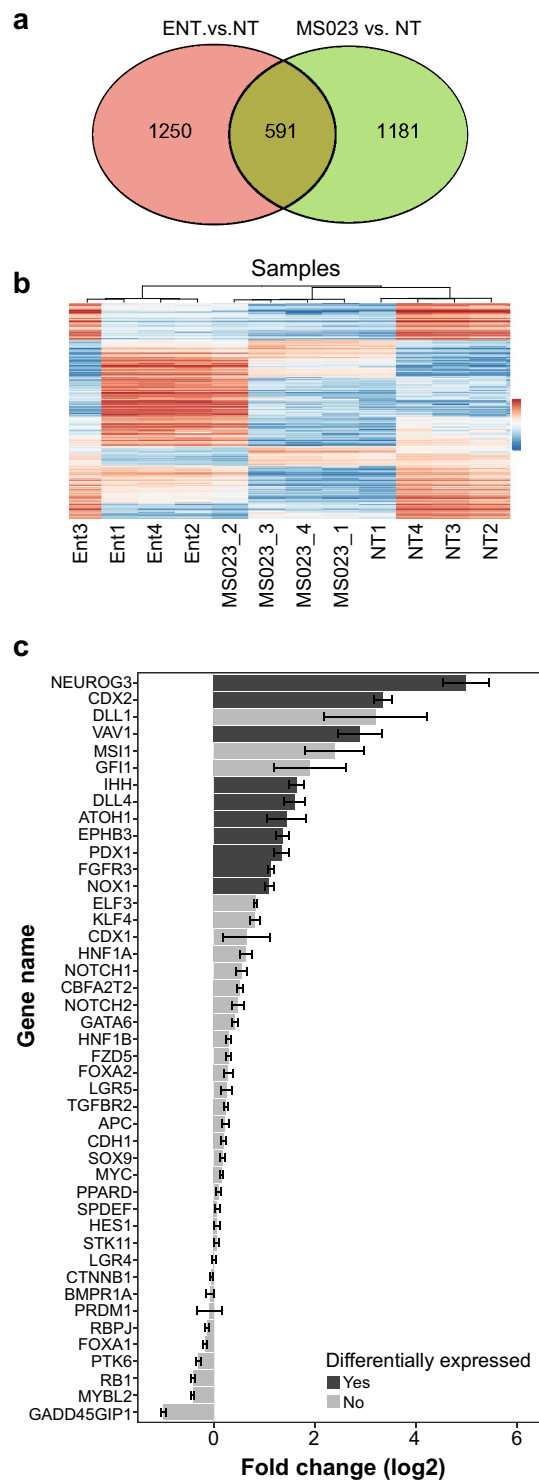 a
ENT.vs.NT MS023 vs. NT
1250 591 1181
b
Samples
Ent3 Ent1 Ent4 Ent2 MS023_2 MS023_3 MS023_4 MS023_1 NT1 NT4 NT3 NT2
c
Gene name
NEUROG3
CDX2
DLL1
VAV1
MSI1
GFI1
IHH
DLL4
ATOH1
EPHB3
PDX1
FGFR3
NOX1
ELF3
KLF4
CDX1
HNF1A
NOTCH1
CBFA2T2
NOTCH2
GATA6
HNF1B
FZD5
FOXA2
LGR5
TGFBR2
APC
CDH1
SOX9
MYC
PPARD
SPDEF
HES1
STK11
LGR4
CTNNB1
BMPR1A
PRDM1
RBPJ
FOXA1
PTK6
RB1
MYBL2
GADD45GIP1
Differentially expressed
Yes
No
0 2 4 6
Fold change (log2)